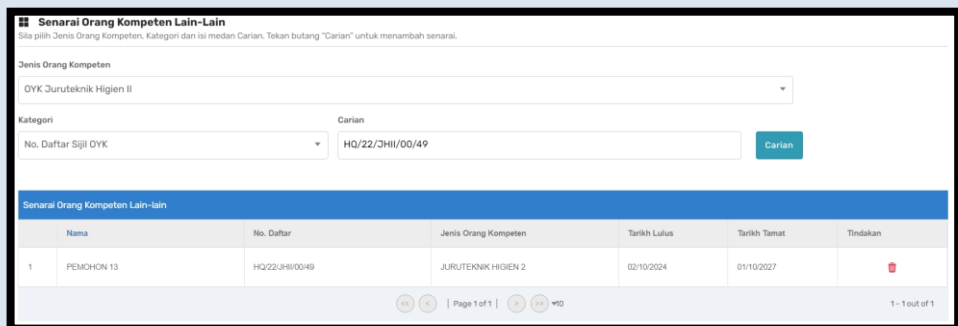 Senarai Orang Kompeten Lain-Lain
Sila pilih Jenis Orang Kompeten, Kategori dan isi medan Carian. Tekan butang "Carian" untuk menambah senarai.
Jenis Orang Kompeten
OYK Juruteknik Higien II
Kategori Carian
No. Daftar Sijil OYK HQ/22/JHII/00/49 Carian
Senarai Orang Kompeten Lain-lain
Nama No. Daftar Jenis Orang Kompeten Tarikh Lulus Tarikh Tamat Tindakan
1 PEMOHON 13 HQ/22/JHII/00/49 JURUTEKNIK HIGIEN 2 02/10/2024 01/10/2027
<< < | Page 1 of 1 | > >> 10 1 - 1 out of 1